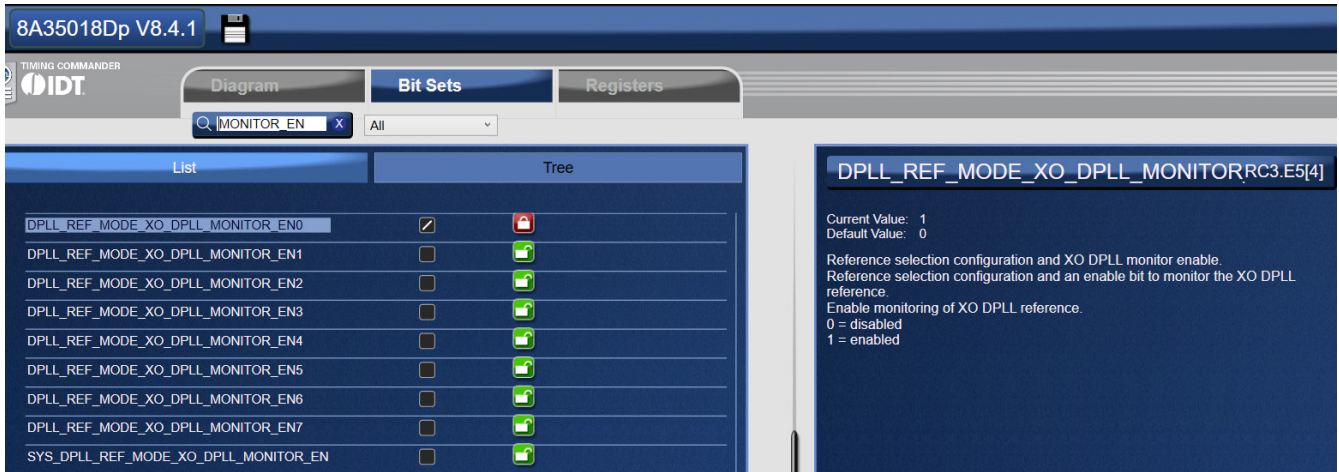 8A35018Dp V8.4.1
TIMING COMMANDER
IDT
Diagram
Bit Sets
Registers
MONITOR_EN X
All
List
Tree
DPLL_REF_MODE_XO_DPLL_MONITOR_EN0
DPLL_REF_MODE_XO_DPLL_MONITOR_EN1
DPLL_REF_MODE_XO_DPLL_MONITOR_EN2
DPLL_REF_MODE_XO_DPLL_MONITOR_EN3
DPLL_REF_MODE_XO_DPLL_MONITOR_EN4
DPLL_REF_MODE_XO_DPLL_MONITOR_EN5
DPLL_REF_MODE_XO_DPLL_MONITOR_EN6
DPLL_REF_MODE_XO_DPLL_MONITOR_EN7
SYS_DPLL_REF_MODE_XO_DPLL_MONITOR_EN
DPLL_REF_MODE_XO_DPLL_MONITOR RC3.E5[4]
Current Value: 1
Default Value: 0
Reference selection configuration and XO DPLL monitor enable.
Reference selection configuration and an enable bit to monitor the XO DPLL
reference.
Enable monitoring of XO DPLL reference.
0 = disabled
1 = enabled